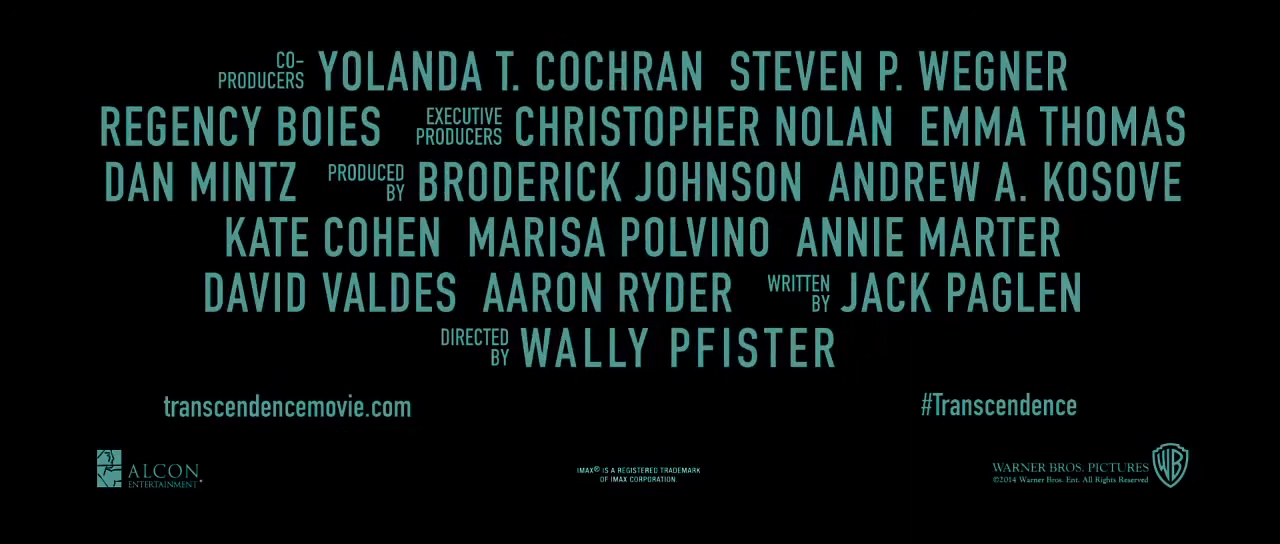 CO-PRODUCERS YOLANDA T. COCHRAN STEVEN P. WEGNER
REGENCY BOIES EXECUTIVE PRODUCERS CHRISTOPHER NOLAN EMMA THOMAS
DAN MINTZ PRODUCED BY BRODERICK JOHNSON ANDREW A. KOSOVE
KATE COHEN MARISA POLVINO ANNIE MARTER
DAVID VALDES AARON RYDER WRITTEN BY JACK PAGLEN
DIRECTED BY WALLY PFISTER
transcendencemovie.com
#Transcendence
ALCON
ENTERTAINMENT
IMAX® IS A REGISTERED TRADEMARK
OF IMAX CORPORATION
WARNER BROS. PICTURES
©2014 Warner Bros. Ent. All Rights Reserved
WB